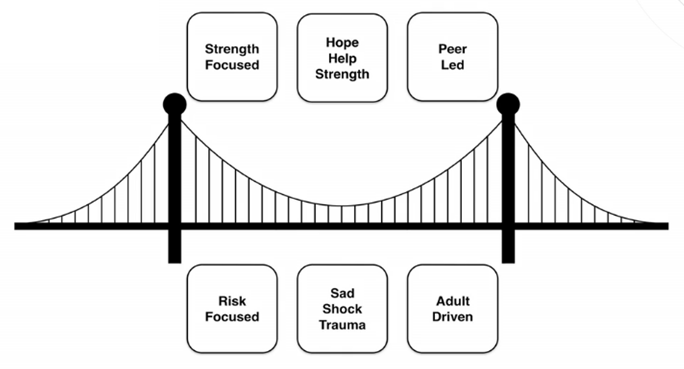 Strength
Focused
Hope
Help
Strength
Peer
Led
Risk
Focused
Sad
Shock
Trauma
Adult
Driven